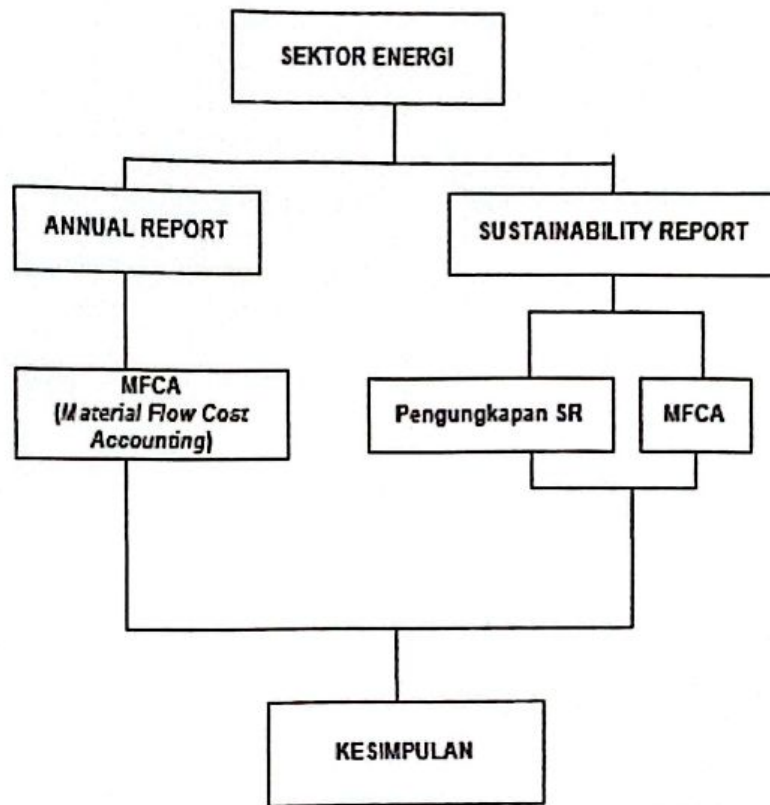 SEKTOR ENERGI
ANNUAL REPORT
SUSTAINABILITY REPORT
MFCA
(Material Flow Cost
Accounting)
Pengungkapan SR
MFCA
KESIMPULAN